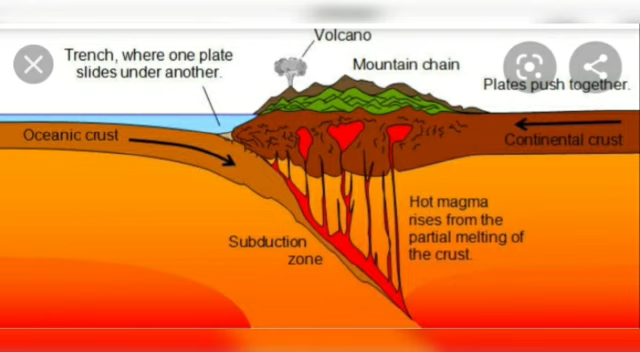 Volcano
Trench, where one plate
slides under another.
Mountain chain
Plates push together.
Oceanic crust
Continental crust
Hot magma
rises from the
partial melting of
the crust.
Subduction
zone